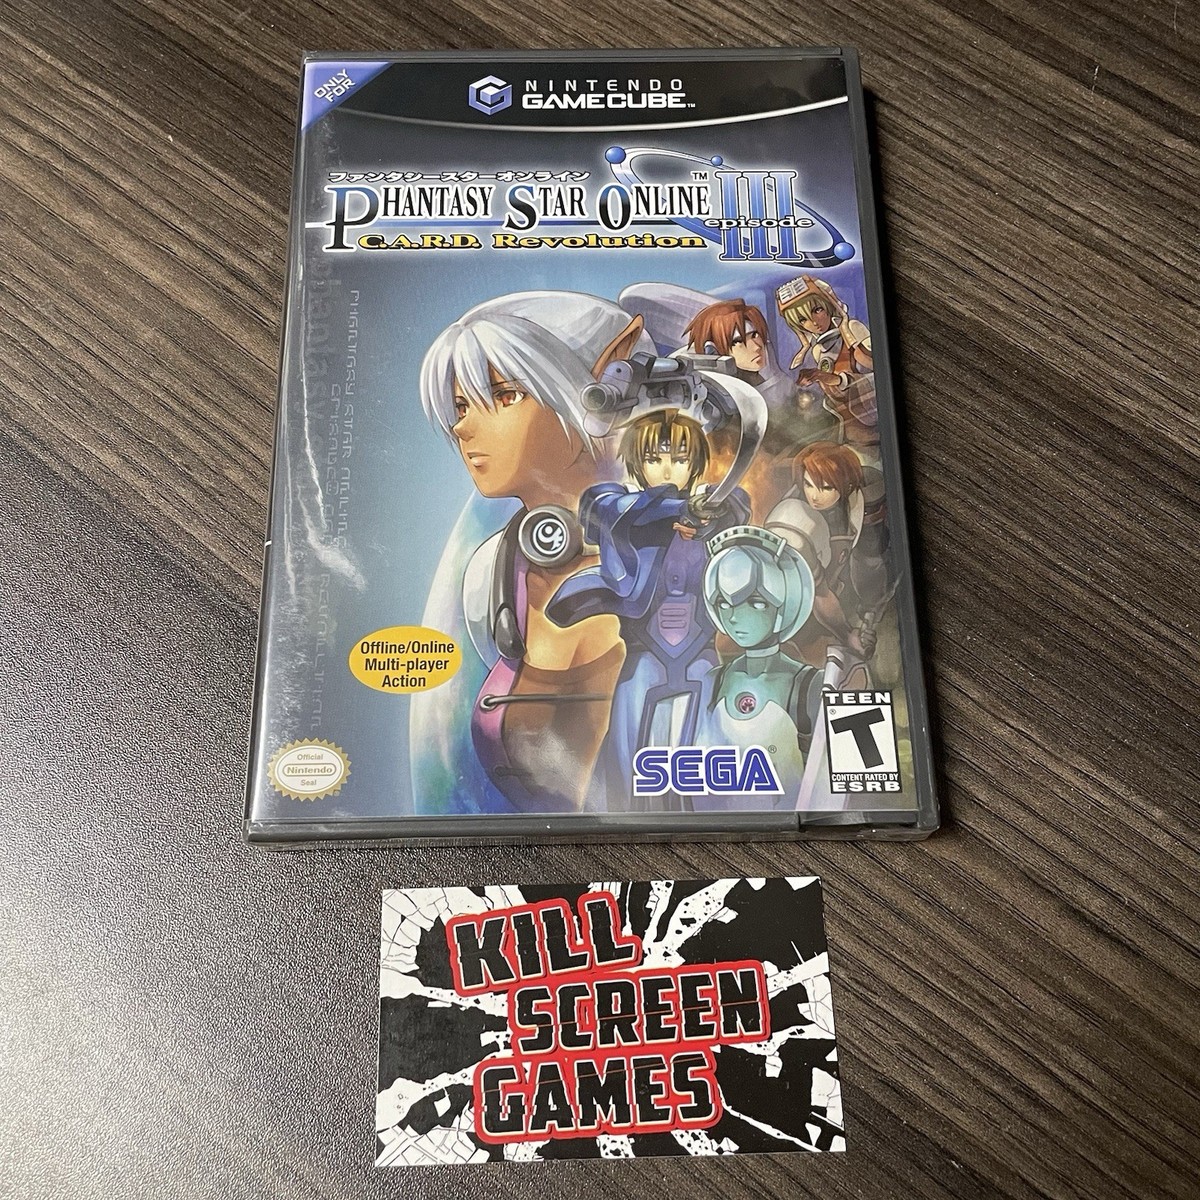 ONLY
FOR
NINTENDO
GAMECUBE™
ファンタシースターオンライン
PHANTASY STAR ONLINE™
episode III
C.A.R.D. Revolution
Offline/Online
Multi-player
Action
Official
Nintendo
Seal
SEGA®
TEEN
T
CONTENT RATED BY
ESRB
KILL
SCREEN
GAMES